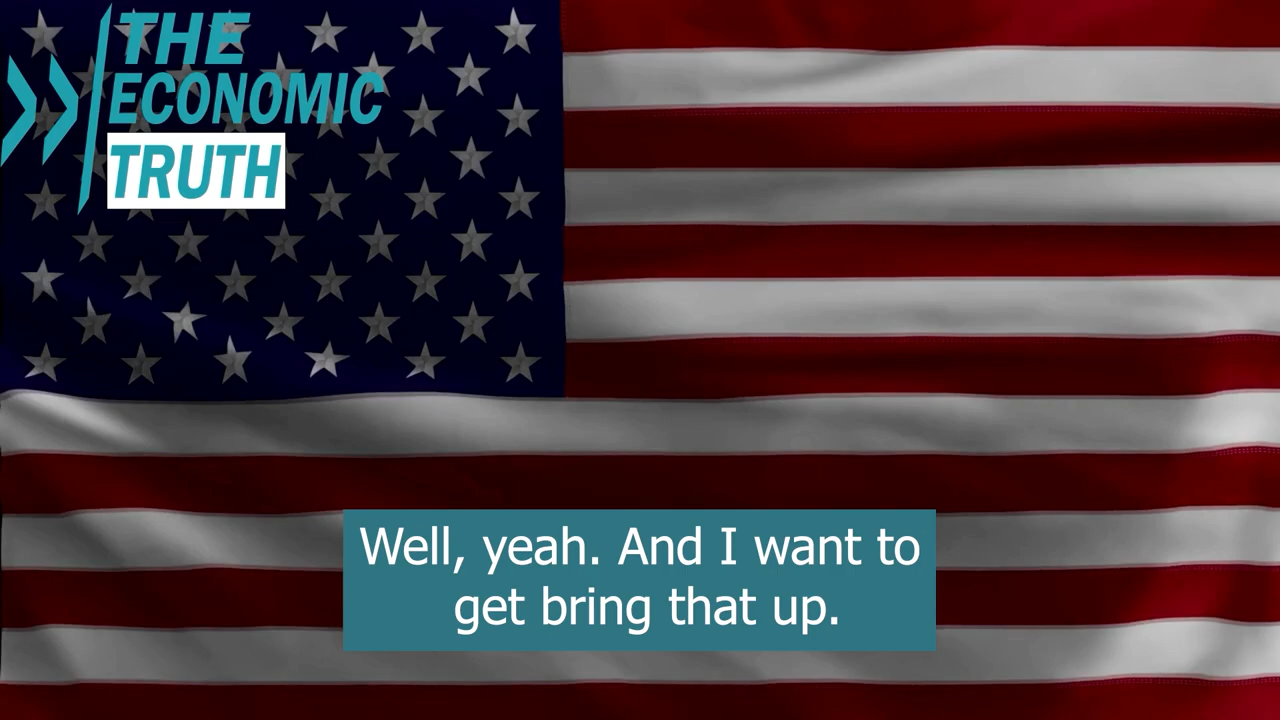 THE
ECONOMIC
TRUTH
Well, yeah. And I want to
get bring that up.